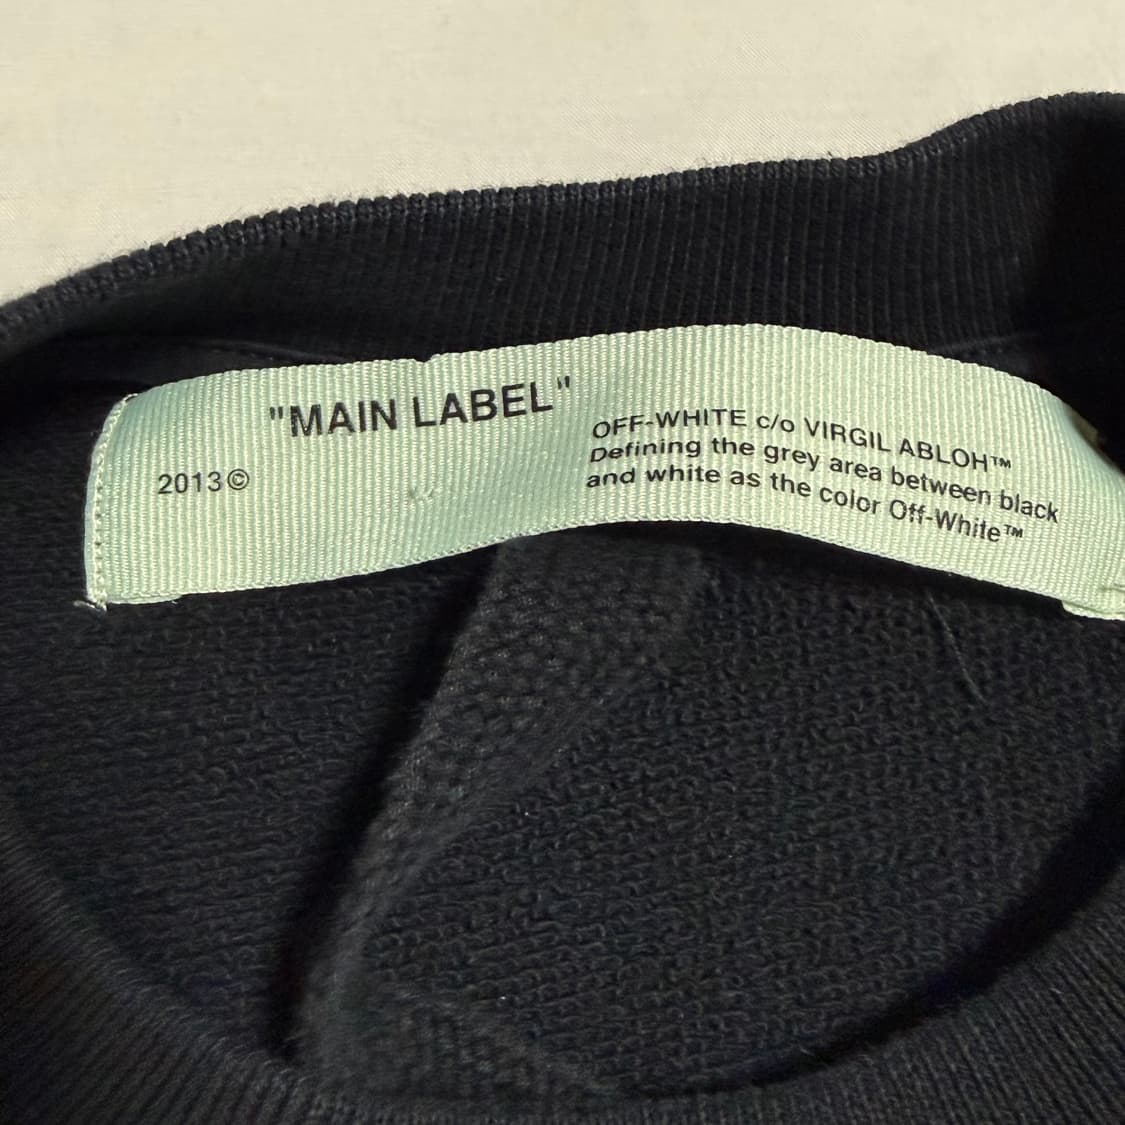 "MAIN LABEL"
2013©
OFF-WHITE c/o VIRGIL ABLOH™
Defining the grey area between black
and white as the color Off-White™